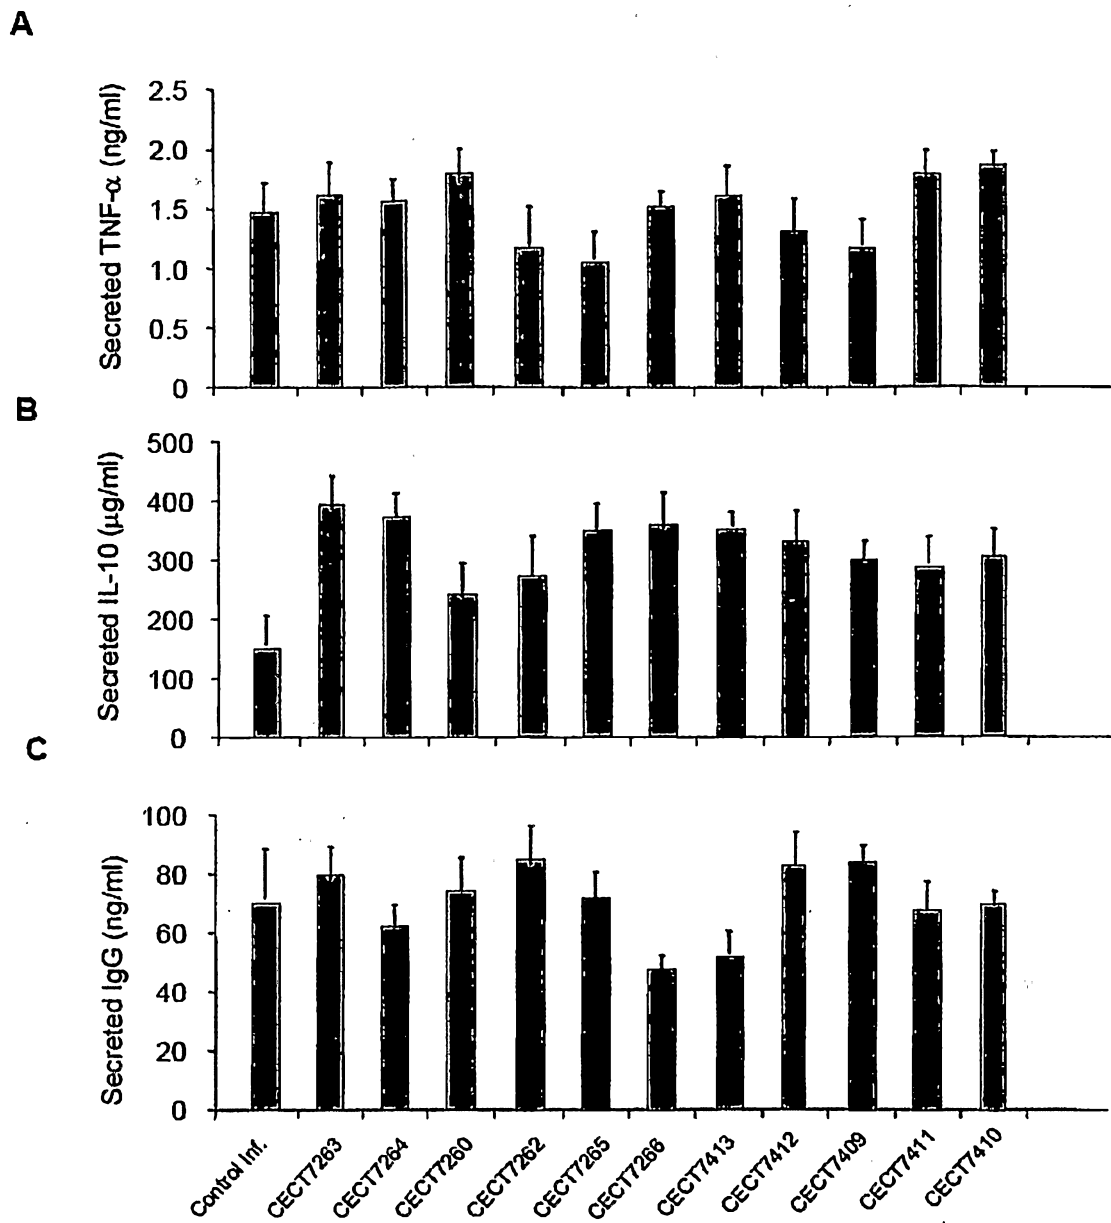 A
Secreted TNF-α (ng/ml)
2.5
2.0
1.5
1.0
0.5
0
B
Secreted IL-10 (µg/ml)
500
400
300
200
100
0
C
Secreted IgG (ng/ml)
100
80
60
40
20
0
Control Inf.
CECT7263
CECT7264
CECT7260
CECT7262
CECT7265
CECT7266
CECT7413
CECT7412
CECT7409
CECT7411
CECT7410